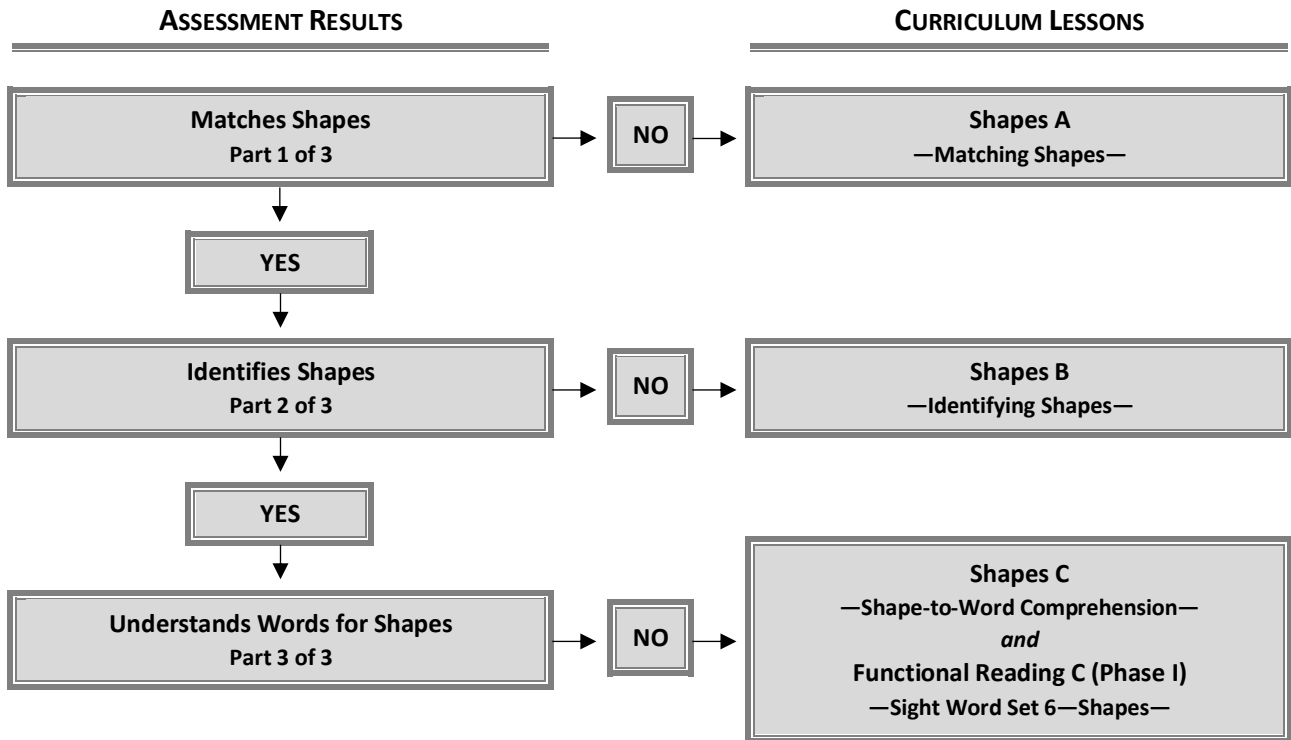 ASSESSMENT RESULTS
CURRICULUM LESSONS
Matches Shapes
Part 1 of 3
NO
Shapes A
—Matching Shapes—
YES
Identifies Shapes
Part 2 of 3
NO
Shapes B
—Identifying Shapes—
YES
Understands Words for Shapes
Part 3 of 3
NO
Shapes C
—Shape-to-Word Comprehension—
and
Functional Reading C (Phase I)
—Sight Word Set 6—Shapes—